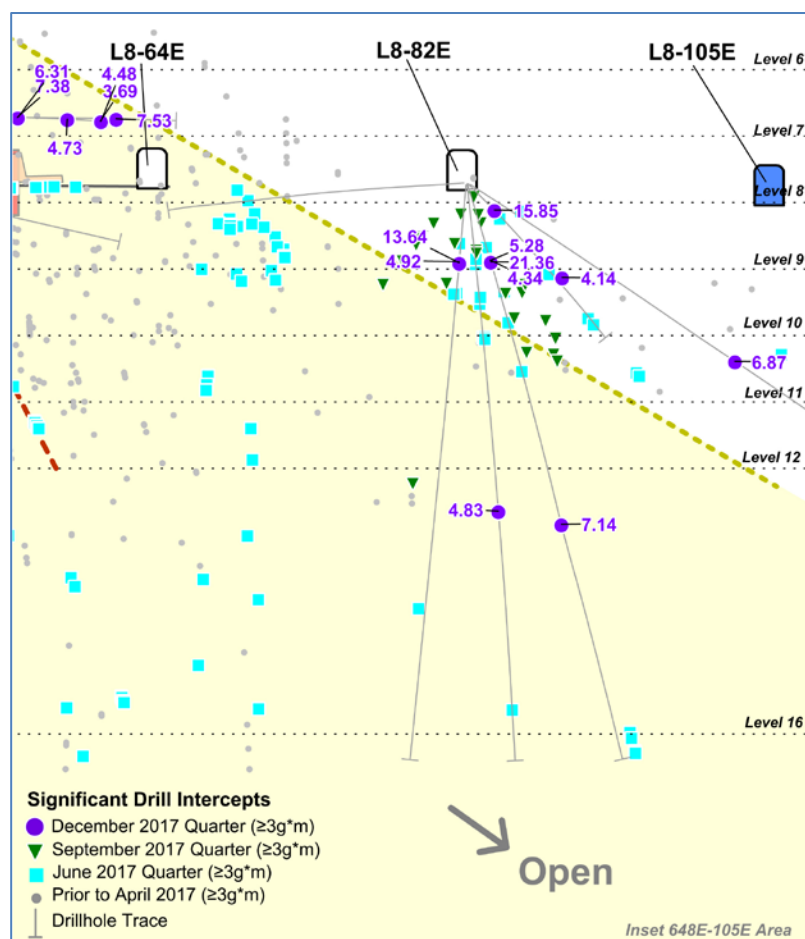 L8-64E
L8-82E
L8-105E
Level 6
6.31
7.38
4.48
3.69
7.53
4.73
Level 7
Level 8
15.85
13.64
4.92
5.28
21.36
4.34
4.14
Level 9
Level 10
6.87
Level 11
Level 12
4.83
7.14
Level 16
Significant Drill Intercepts
December 2017 Quarter (≥3g*m)
September 2017 Quarter (≥3g*m)
June 2017 Quarter (≥3g*m)
Prior to April 2017 (≥3g*m)
Drillhole Trace
Open
Inset 648E-105E Area